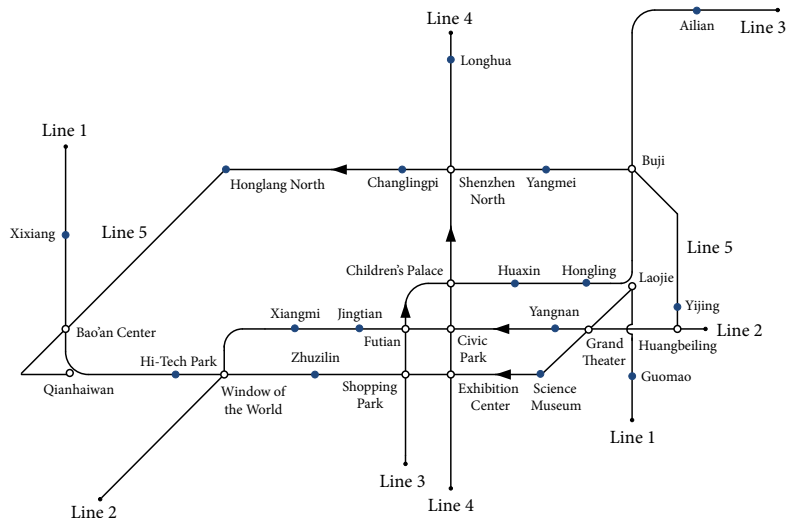 Line 4
Ailian
Line 3
Longhua
Line 1
Buji
Honglang North
Changlingpi
Shenzhen
North
Yangmei
Xixiang
Line 5
Line 5
Children's Palace
Huaxin
Hongling
Laojie
Xiangmi
Jingtian
Yangnan
Yijing
Bao'an Center
Futian
Civic
Park
Grand
Theater
Huangbeiling
Line 2
Hi-Tech Park
Zhuzilin
Qianhaiwan
Window of
the World
Shopping
Park
Exhibition
Center
Science
Museum
Guomao
Line 1
Line 3
Line 4
Line 2